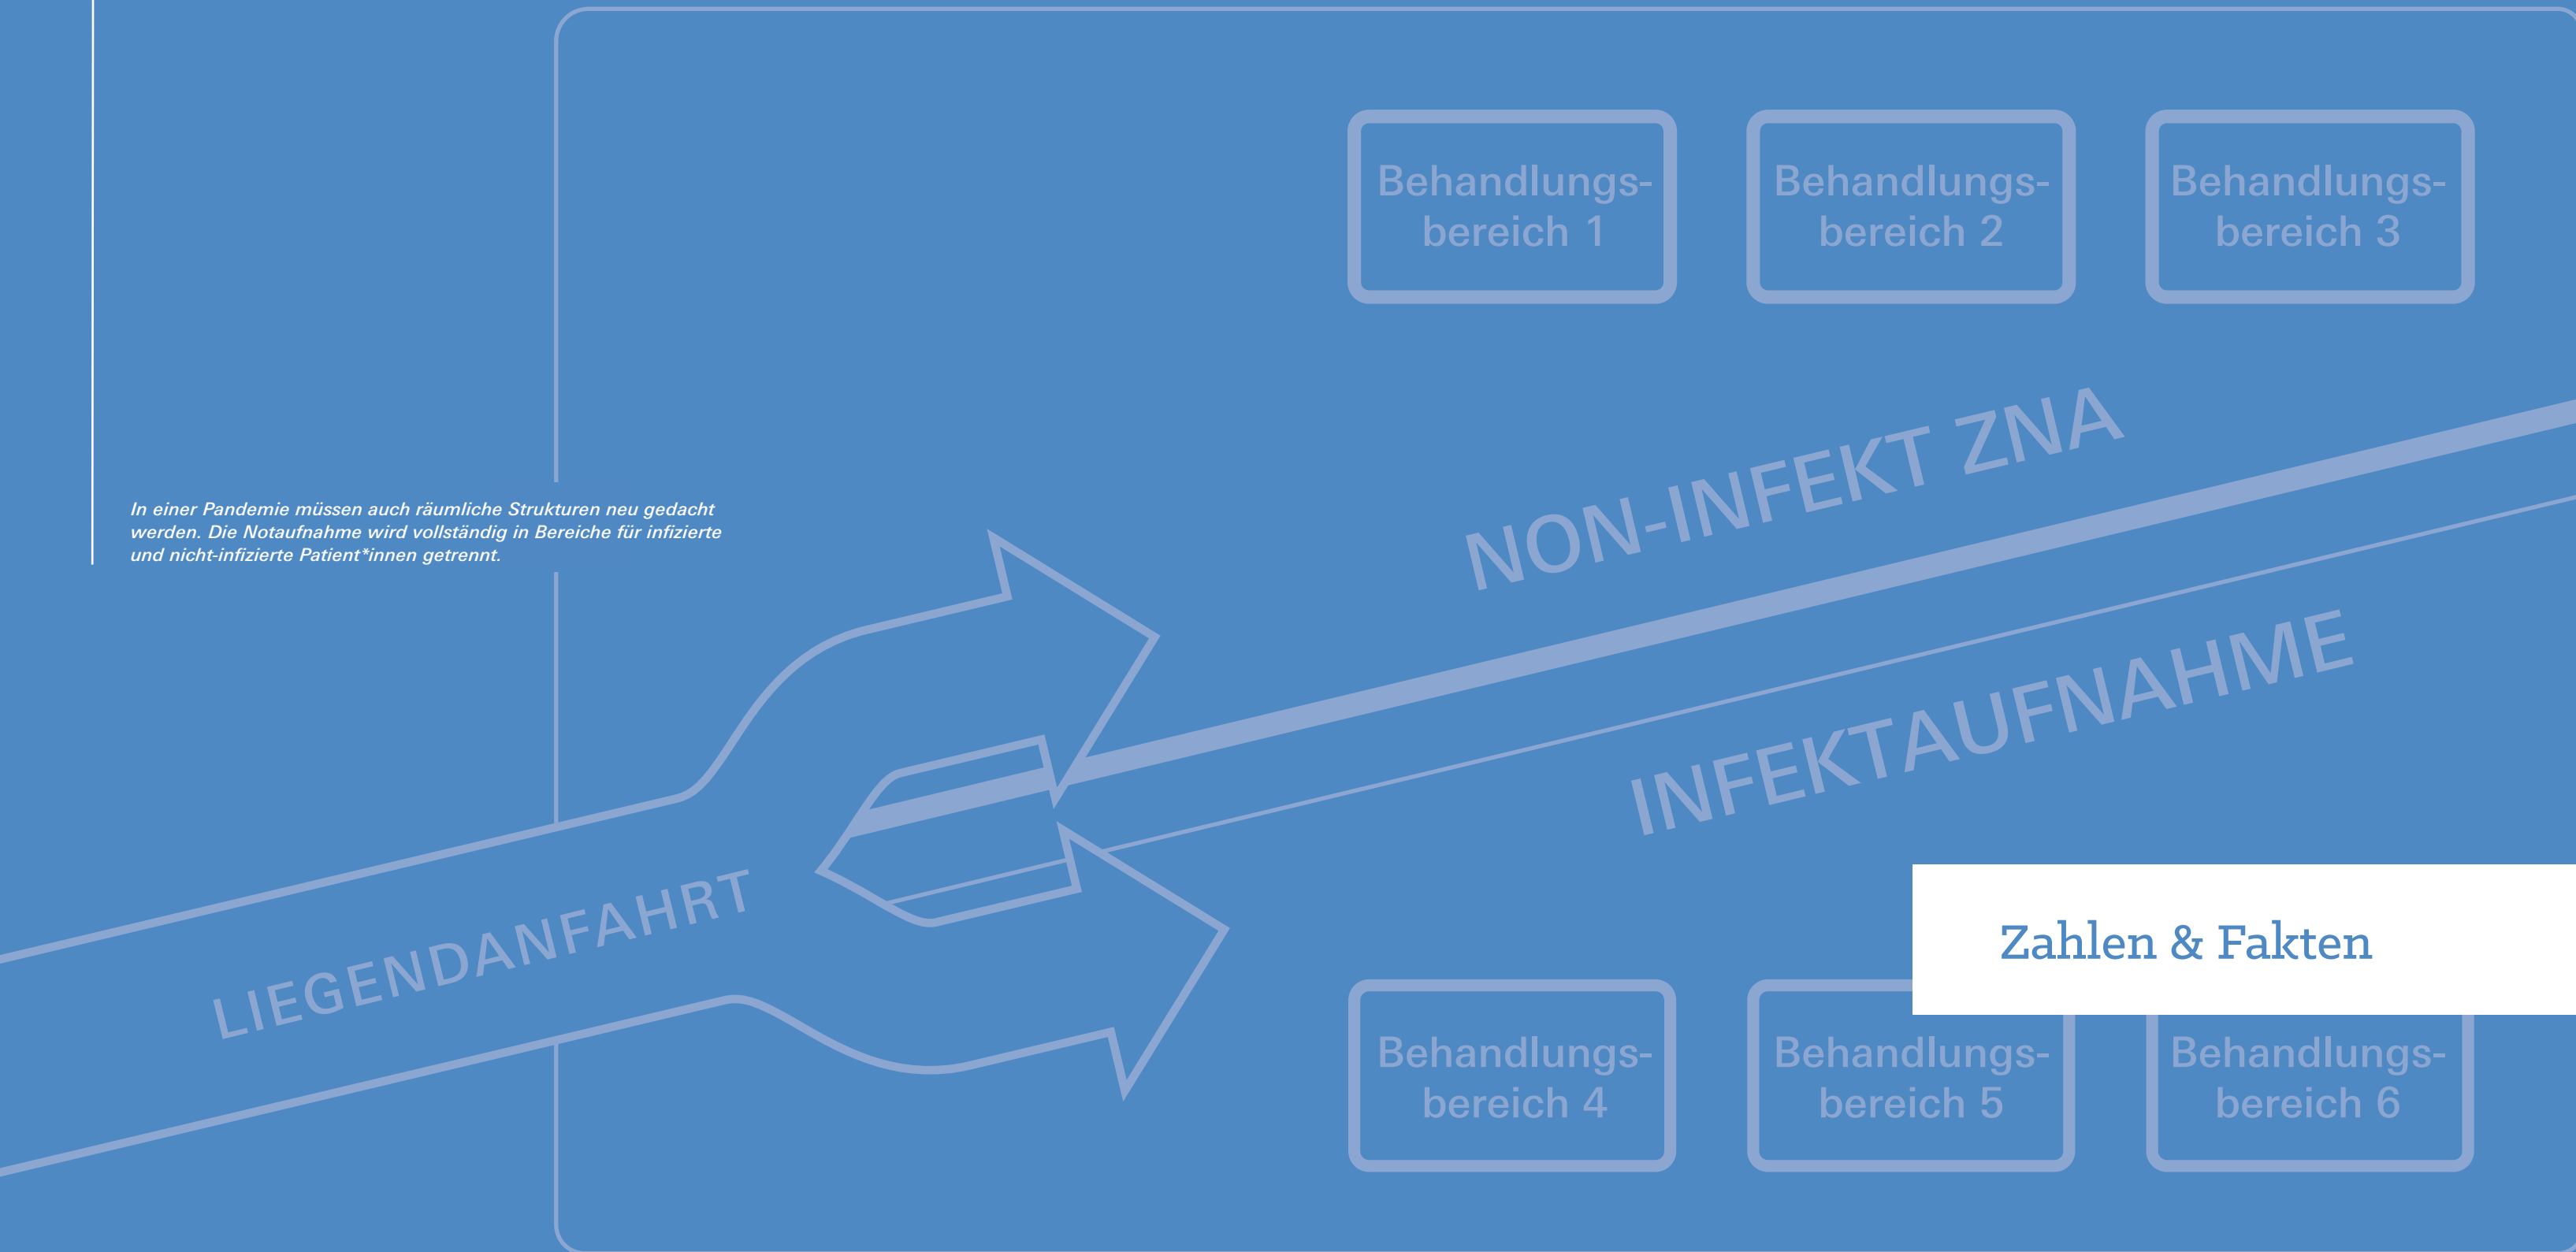 Behandlungs-
bereich 1
Behandlungs-
bereich 2
Behandlungs-
bereich 3
NON-INFEKT ZNA
In einer Pandemie müssen auch räumliche Strukturen neu gedacht
werden. Die Notaufnahme wird vollständig in Bereiche für infizierte
und nicht-infizierte Patient*innen getrennt.
INFEKTAUFNAHME
LIEGENDANFAHRT
Zahlen & Fakten
Behandlungs-
bereich 4
Behandlungs-
bereich 5
Behandlungs-
bereich 6